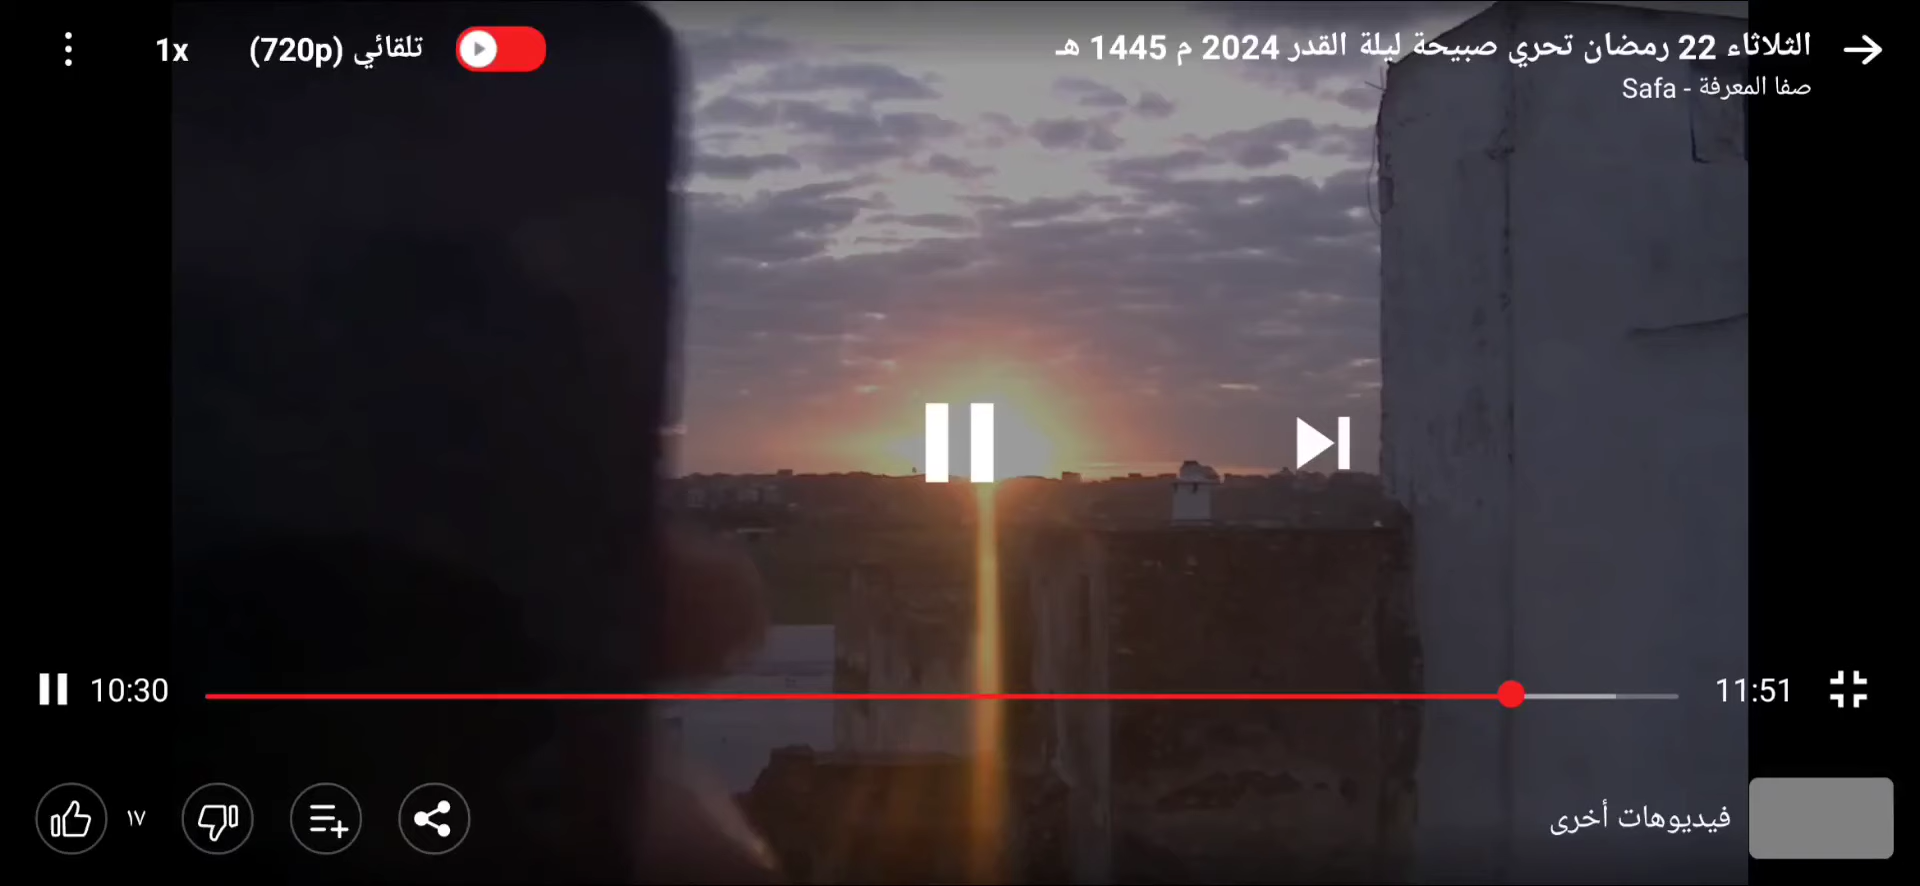 الثلاثاء 22 رمضان تحري صبيحة ليلة القدر 2024 م 1445 هـ
صفا المعرفة - Safa
تلقائي (720p)
1x
10:30
11:51
١٧
فيديوهات أخرى